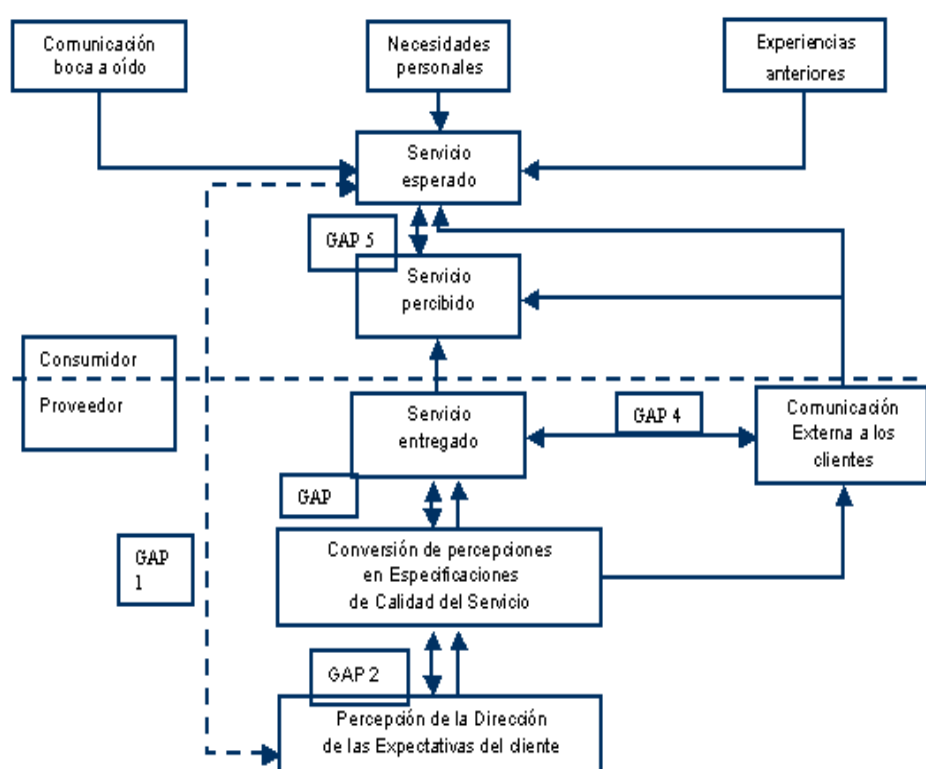 Comunicación
boca a oído
Necesidades
personales
Experiencias
anteriores
Servicio
esperado
GAP 5
Servicio
percibido
Consumidor
Proveedor
Servicio
entregado
GAP 4
Comunicación
Externa a los
clientes
GAP
Conversión de percepciones
en Especificaciones
de Calidad del Servicio
GAP
1
GAP 2
Percepción de la Dirección
de las Expectativas del cliente